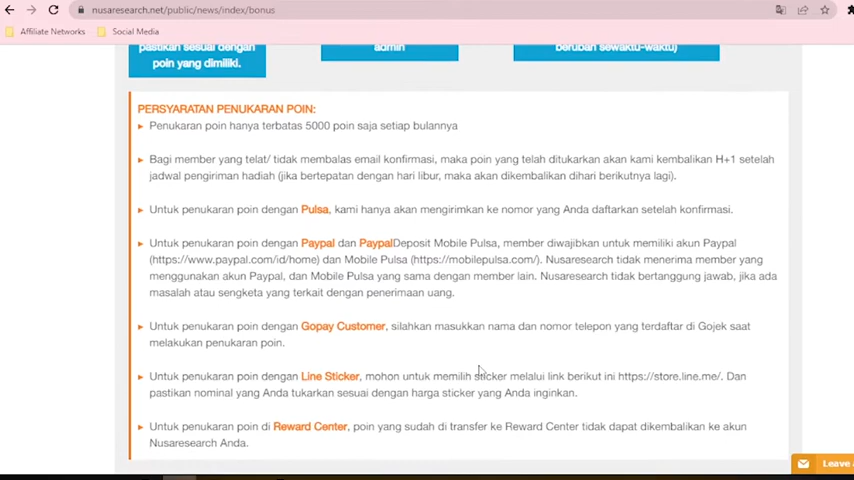 nusaresearch.net/public/news/index/bonus
Affiliate Networks Social Media
pastikan sesuai dengan admin berubah sewaktu-waktu)
poin yang dimiliki.
PERSYARATAN PENUKARAN POIN:
Penukaran poin hanya terbatas 5000 poin saja setiap bulannya
Bagi member yang telat/ tidak membalas email konfirmasi, maka poin yang telah ditukarkan akan kami kembalikan H+1 setelah
jadwal pengiriman hadiah (jika bertepatan dengan hari libur, maka akan dikembalikan dihari berikutnya lagi).
Untuk penukaran poin dengan Pulsa, kami hanya akan mengirimkan ke nomor yang Anda daftarkan setelah konfirmasi.
Untuk penukaran poin dengan Paypal dan PaypalDeposit Mobile Pulsa, member diwajibkan untuk memiliki akun Paypal
(https://www.paypal.com/id/home) dan Mobile Pulsa (https://mobilepulsa.com/). Nusaresearch tidak menerima member yang
menggunakan akun Paypal, dan Mobile Pulsa yang sama dengan member lain. Nusaresearch tidak bertanggung jawab, jika ada
masalah atau sengketa yang terkait dengan penerimaan uang.
Untuk penukaran poin dengan Gopay Customer, silahkan masukkan nama dan nomor telepon yang terdaftar di Gojek saat
melakukan penukaran poin.
Untuk penukaran poin dengan Line Sticker, mohon untuk memilih sticker melalui link berikut ini https://store.line.me/. Dan
pastikan nominal yang Anda tukarkan sesuai dengan harga sticker yang Anda inginkan.
Untuk penukaran poin di Reward Center, poin yang sudah di transfer ke Reward Center tidak dapat dikembalikan ke akun
Nusaresearch Anda.
Leave